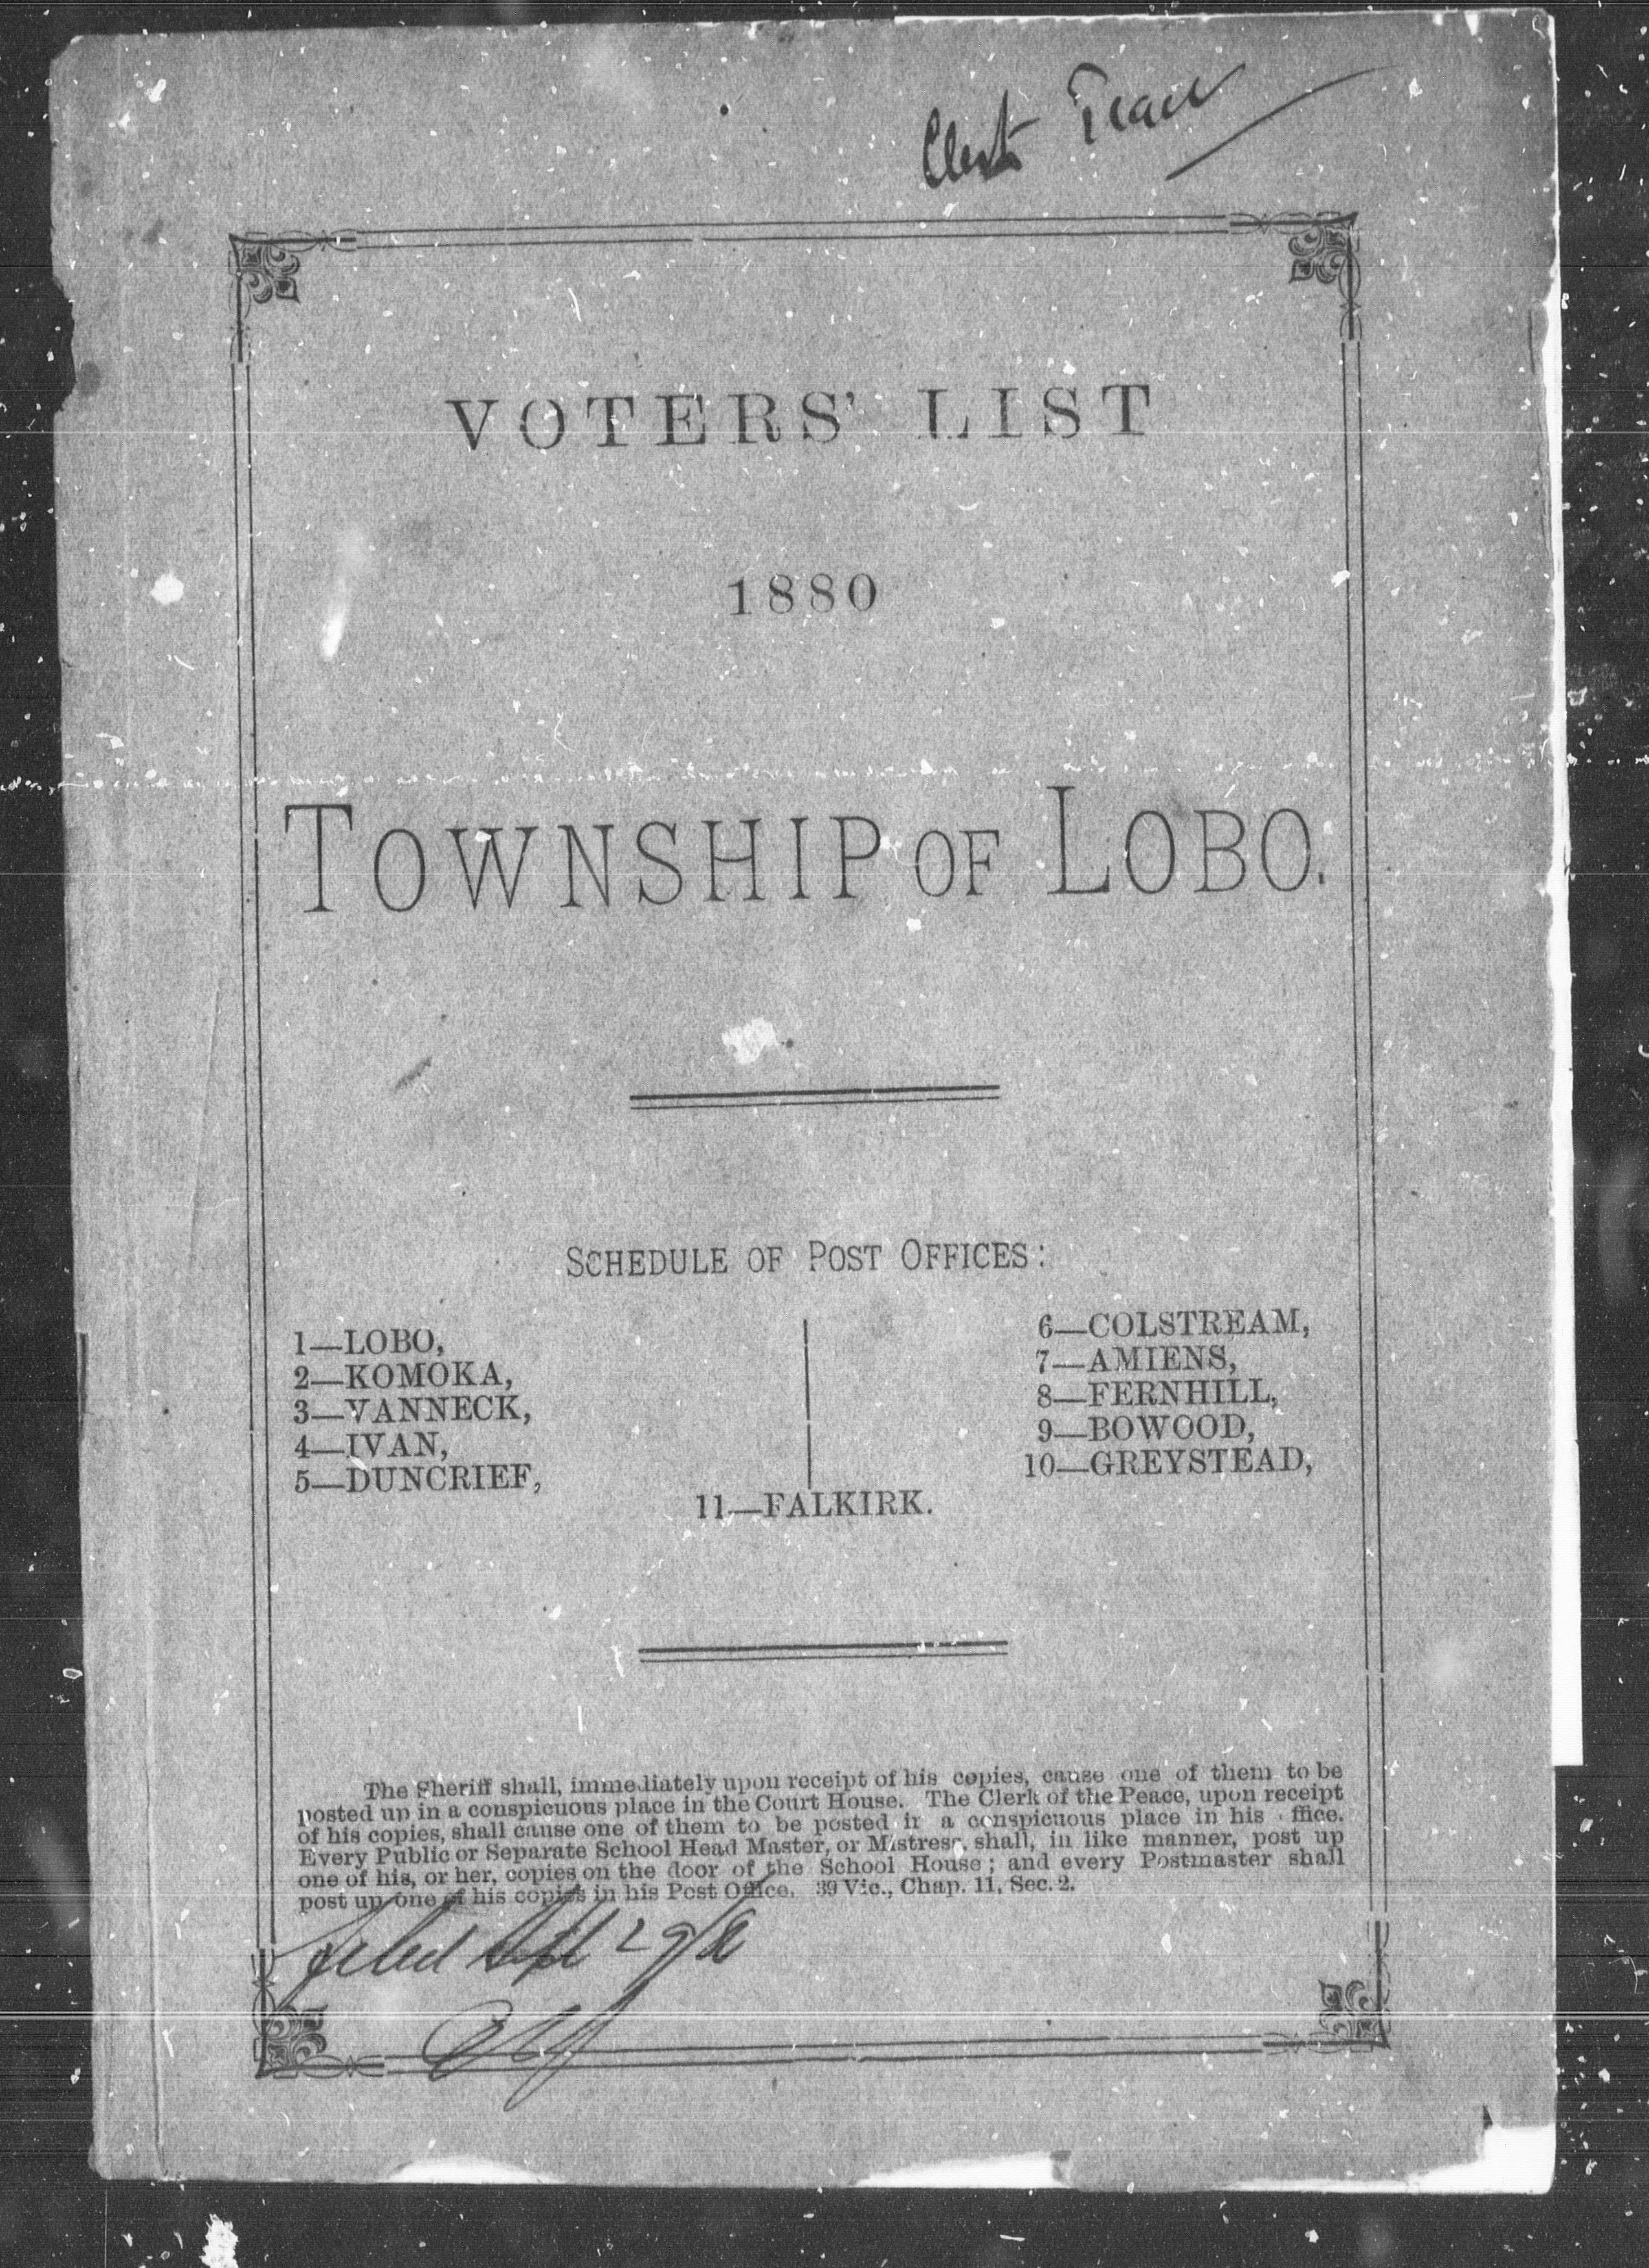 Clerk Peace
VOTERS' LIST
1880
TOWNSHIP OF LOBO.
SCHEDULE OF POST OFFICES:
1—LOBO,
2—KOMOKA,
3—VANNECK,
4—IVAN,
5—DUNCRIEF,
6—COLSTREAM,
7—AMIENS,
8—FERNHILL,
9—BOWOOD,
10—GREYSTEAD,
11—FALKIRK.
The Sheriff shall, immediately upon receipt of his copies, cause one of them to be
posted up in a conspicuous place in the Court House. The Clerk of the Peace, upon receipt
of his copies, shall cause one of them to be posted in a conspicuous place in his ffice.
Every Public or Separate School Head Master, or Mistress, shall, in like manner, post up
one of his, or her, copies on the door of the School House; and every Postmaster shall
post up one of his copies in his Post Office. 39 Vic., Chap. 11, Sec. 2.
filed Sept 29/80